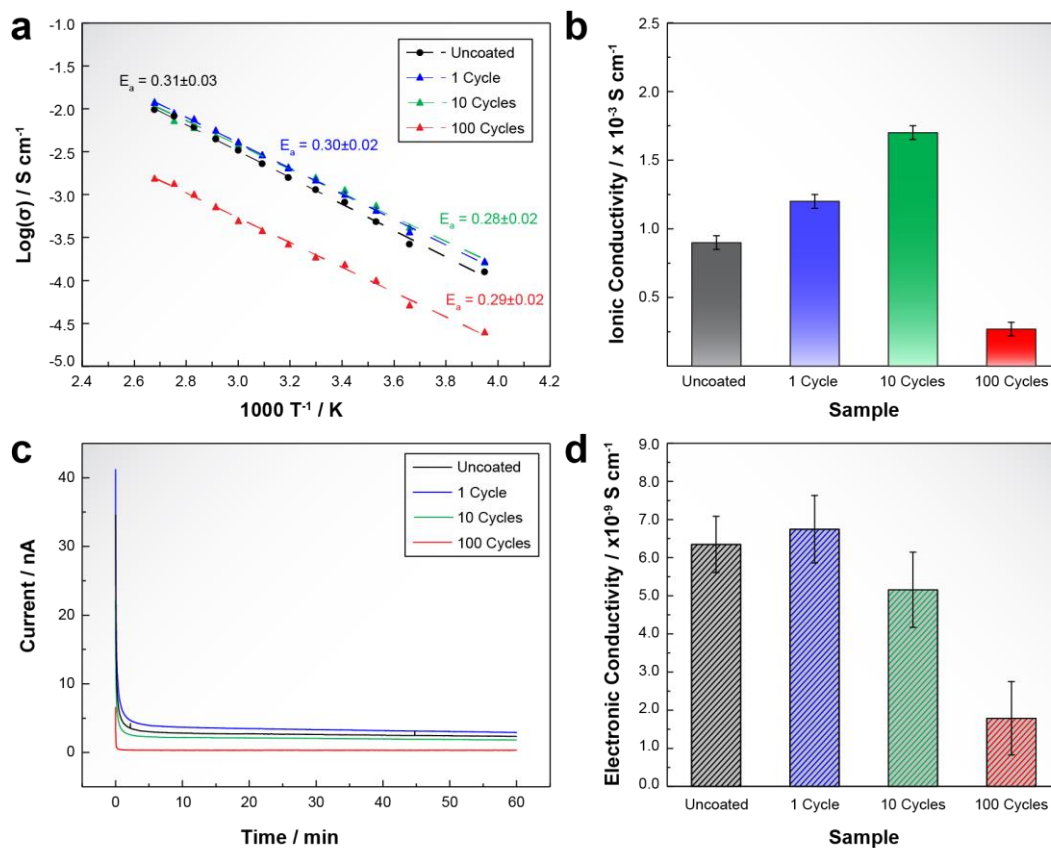 a
Log(σ) / S cm⁻¹
-1.0
-1.5
-2.0
-2.5
-3.0
-3.5
-4.0
-4.5
-5.0
Uncoated
1 Cycle
10 Cycles
100 Cycles
Eₐ = 0.31±0.03
Eₐ = 0.30±0.02
Eₐ = 0.28±0.02
Eₐ = 0.29±0.02
2.4 2.6 2.8 3.0 3.2 3.4 3.6 3.8 4.0 4.2
1000 T⁻¹ / K
b
Ionic Conductivity / x 10⁻³ S cm⁻¹
2.5
2.0
1.5
1.0
0.5
Uncoated 1 Cycle 10 Cycles 100 Cycles
Sample
c
Current / nA
40
30
20
10
0
Uncoated
1 Cycle
10 Cycles
100 Cycles
0 10 20 30 40 50 60
Time / min
d
Electronic Conductivity / x10⁻⁹ S cm⁻¹
9.0
8.0
7.0
6.0
5.0
4.0
3.0
2.0
1.0
0.0
Uncoated 1 Cycle 10 Cycles 100 Cycles
Sample